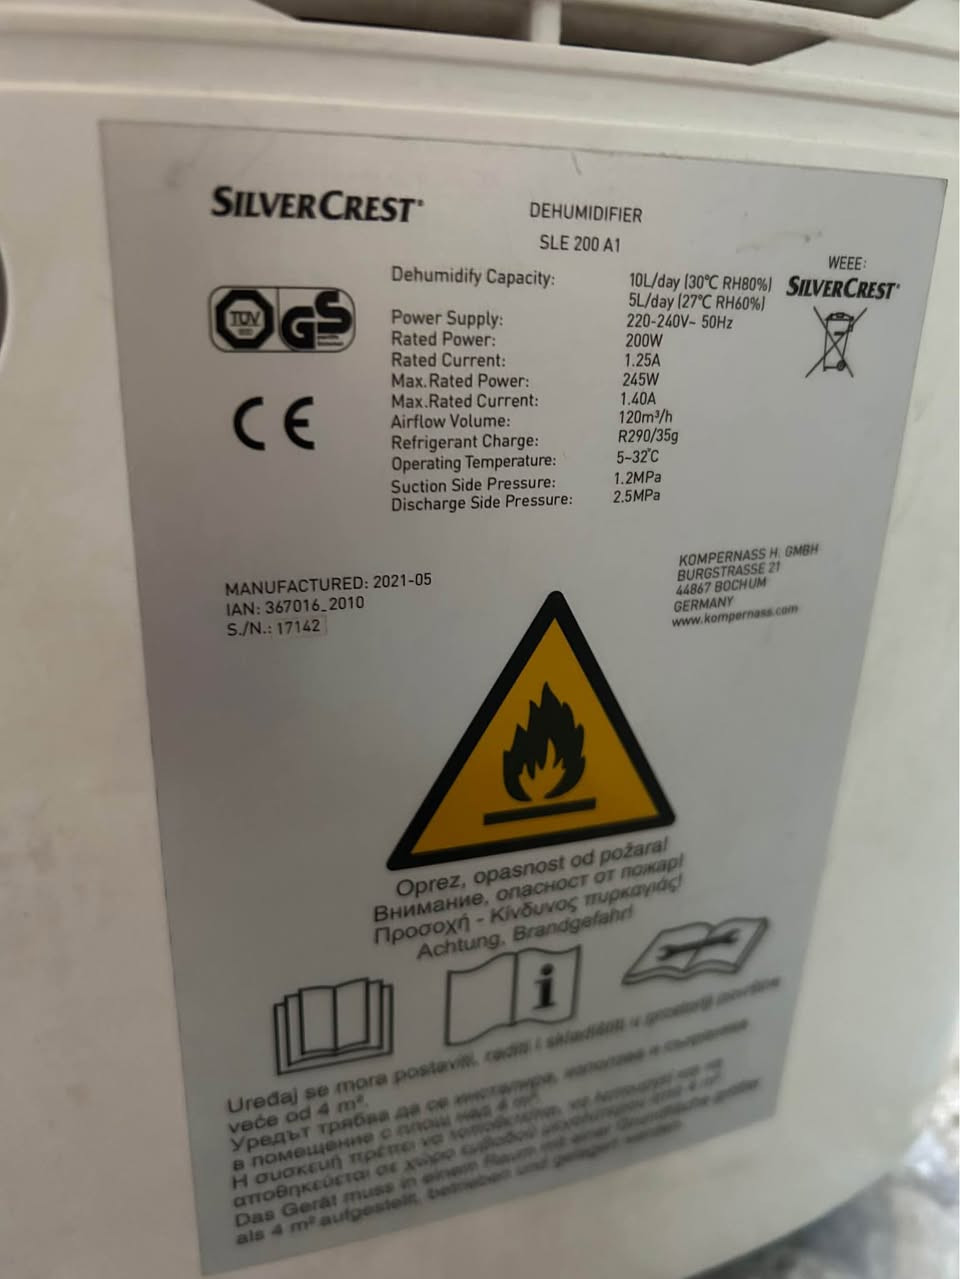 SILVERCREST®
DEHUMIDIFIER
SLE 200 A1
Dehumidify Capacity: 10L/day (30°C RH80%)
5L/day (27°C RH60%)
Power Supply: 220-240V~ 50Hz
Rated Power: 200W
Rated Current: 1.25A
Max.Rated Power: 245W
Max.Rated Current: 1.40A
Airflow Volume: 120m³/h
Refrigerant Charge: R290/35g
Operating Temperature: 5~32°C
Suction Side Pressure: 1.2MPa
Discharge Side Pressure: 2.5MPa
WEEE:
SILVERCREST®
TÜV
GS
CE
MANUFACTURED: 2021-05
IAN: 367016_2010
S./N.: 17142
KOMPERNASS H. GMBH
BURGSTRASSE 21
44867 BOCHUM
GERMANY
www.kompernass.com
Oprez, opasnost od požara!
Внимание, опасност от пожар!
Προσοχή - Κίνδυνος πυρκαγιάς!
Achtung, Brandgefahr!
i
Uređaj se mora postaviti, raditi i skladištiti u prostoriji površine
veće od 4 m².
Уредът трябва да се инсталира, използва и съхранява
в помещение с площ над 4 m².
Η συσκευή πρέπει να τοποθετείται, να λειτουργεί και να
αποθηκεύεται σε χώρο εμβαδού μεγαλύτερου από 4 m².
Das Gerät muss in einem Raum mit einer Grundfläche größer
als 4 m² aufgestellt, betrieben und gelagert werden.